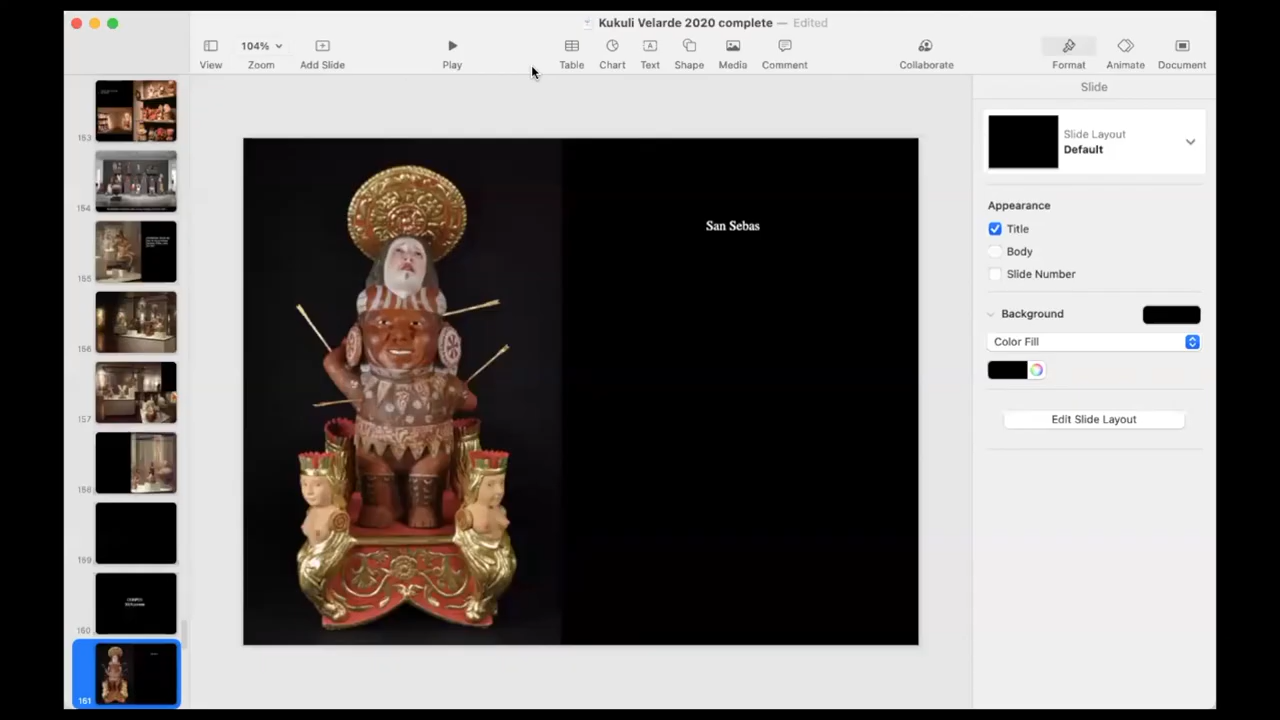 Kukuli Velarde 2020 complete — Edited
View
104%
Zoom
Add Slide
Play
Table
Chart
Text
Shape
Media
Comment
Collaborate
Format
Animate
Document
Slide
Slide Layout
Default
Appearance
Title
Body
Slide Number
Background
Color Fill
Edit Slide Layout
San Sebas
153
154
155
156
157
158
159
160
161